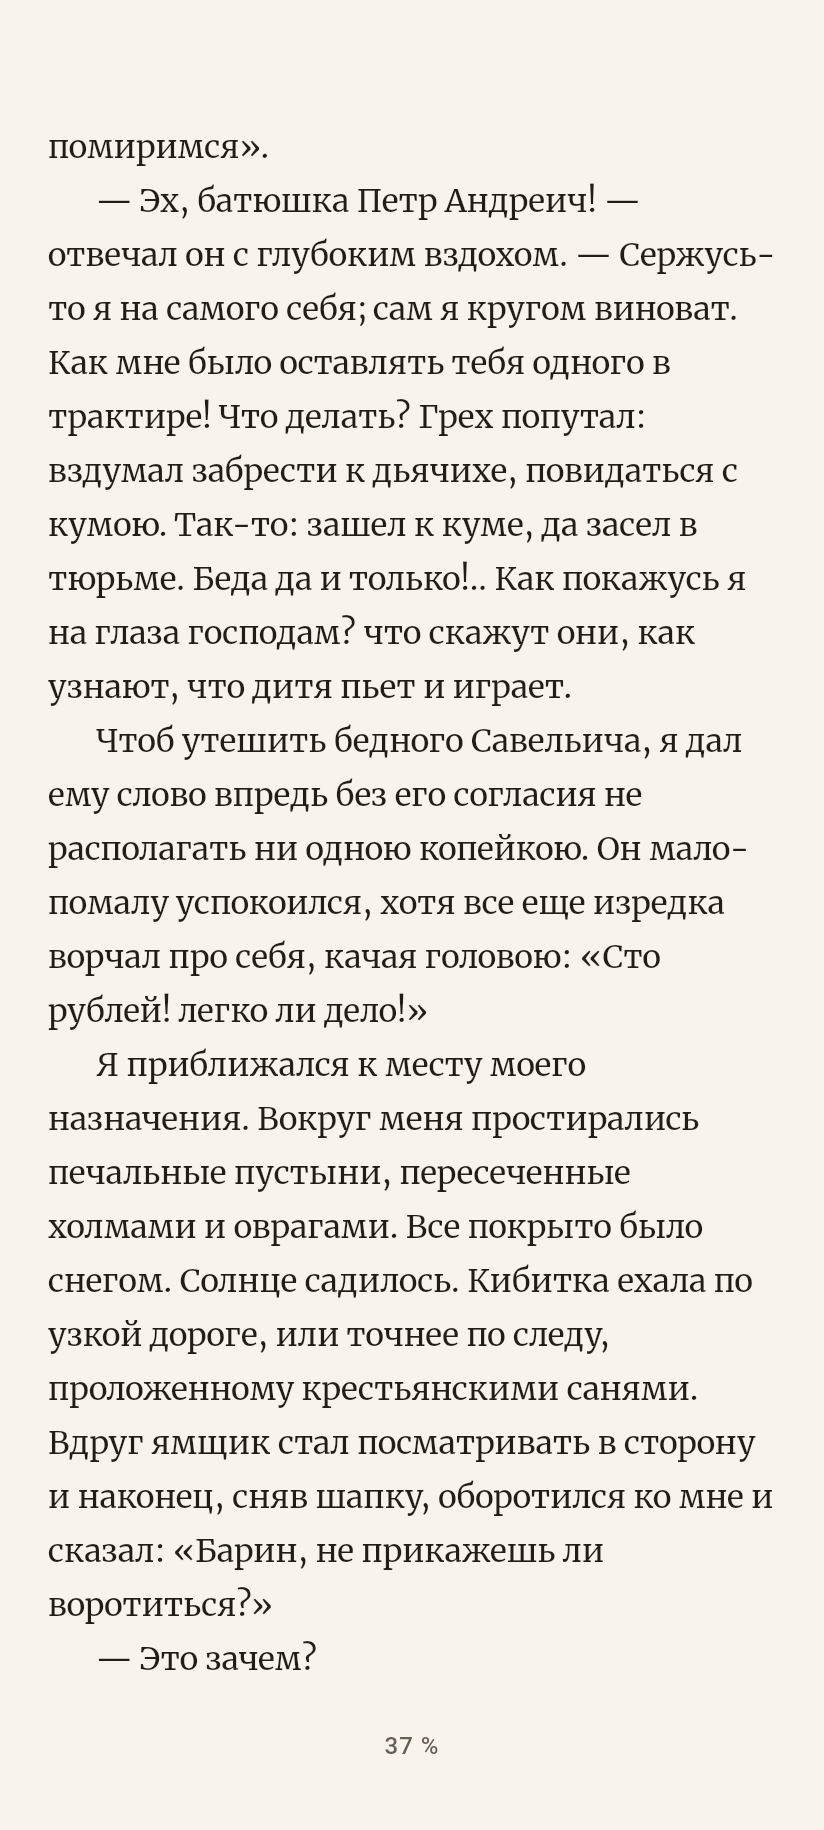 помиримся».
— Эх, батюшка Петр Андреич! —
отвечал он с глубоким вздохом. — Сержусь-
то я на самого себя; сам я кругом виноват.
Как мне было оставлять тебя одного в
трактире! Что делать? Грех попутал:
вздумал забрести к дьячихе, повидаться с
кумою. Так-то: зашел к куме, да засел в
тюрьме. Беда да и только!.. Как покажусь я
на глаза господам? что скажут они, как
узнают, что дитя пьет и играет.
Чтоб утешить бедного Савельича, я дал
ему слово впредь без его согласия не
располагать ни одною копейкою. Он мало-
помалу успокоился, хотя все еще изредка
ворчал про себя, качая головою: «Сто
рублей! легко ли дело!»
Я приближался к месту моего
назначения. Вокруг меня простирались
печальные пустыни, пересеченные
холмами и оврагами. Все покрыто было
снегом. Солнце садилось. Кибитка ехала по
узкой дороге, или точнее по следу,
проложенному крестьянскими санями.
Вдруг ямщик стал посматривать в сторону
и наконец, сняв шапку, оборотился ко мне и
сказал: «Барин, не прикажешь ли
воротиться?»
— Это зачем?
37 %